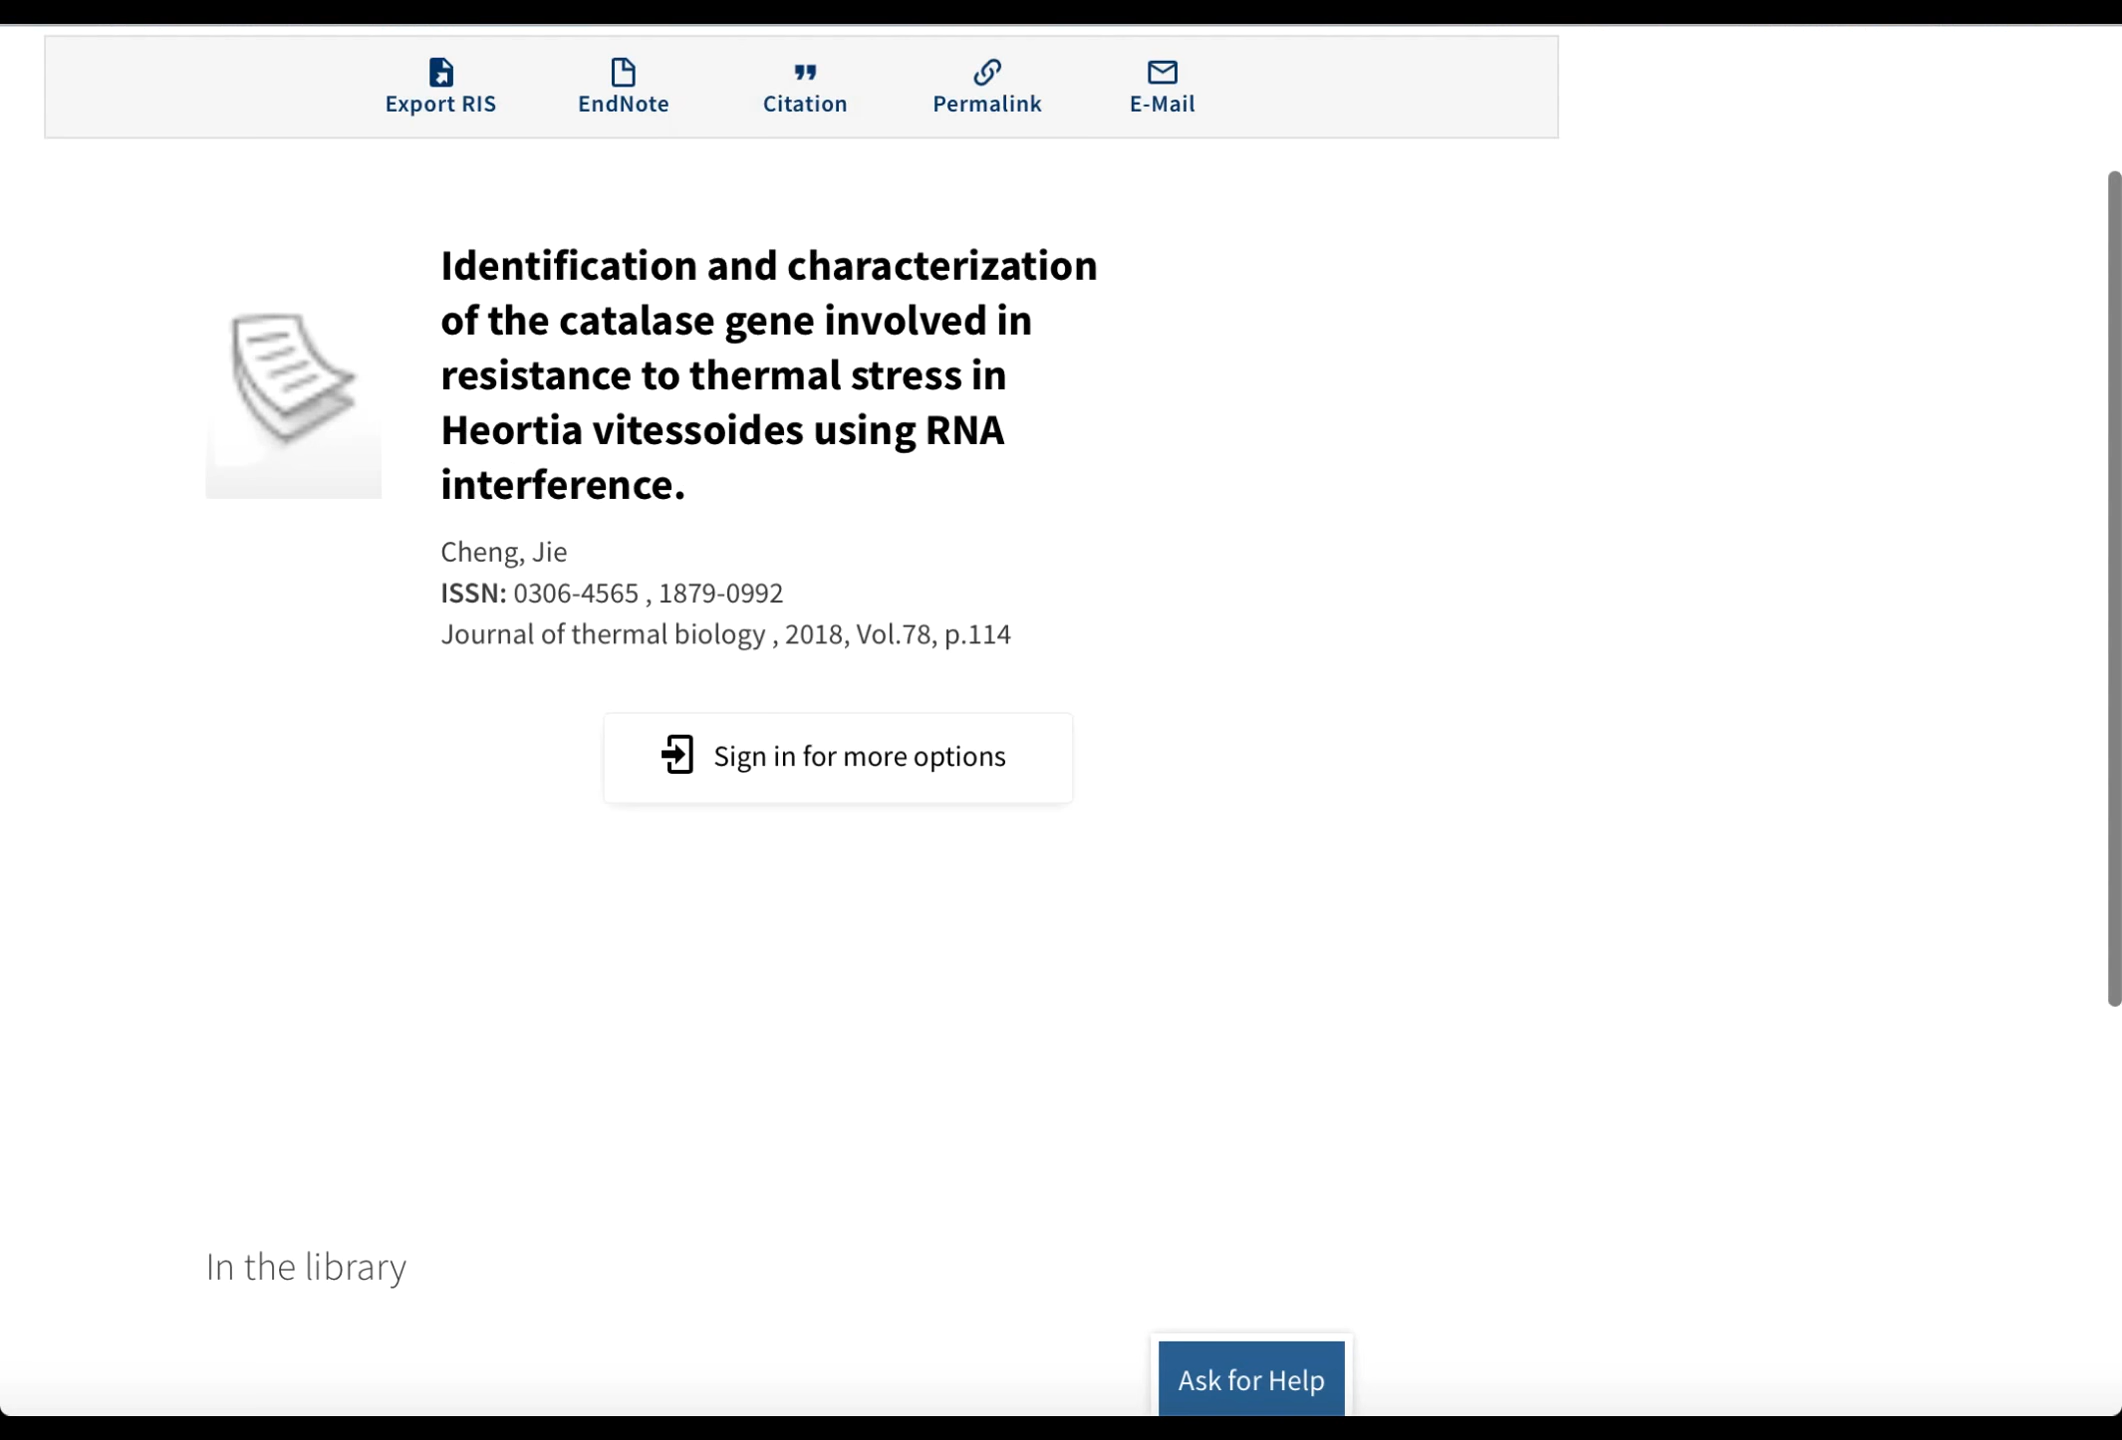 Export RIS
EndNote
Citation
Permalink
E-Mail
Identification and characterization
of the catalase gene involved in
resistance to thermal stress in
Heortia vitessoides using RNA
interference.
Cheng, Jie
ISSN: 0306-4565 , 1879-0992
Journal of thermal biology , 2018, Vol.78, p.114
Sign in for more options
In the library
Ask for Help